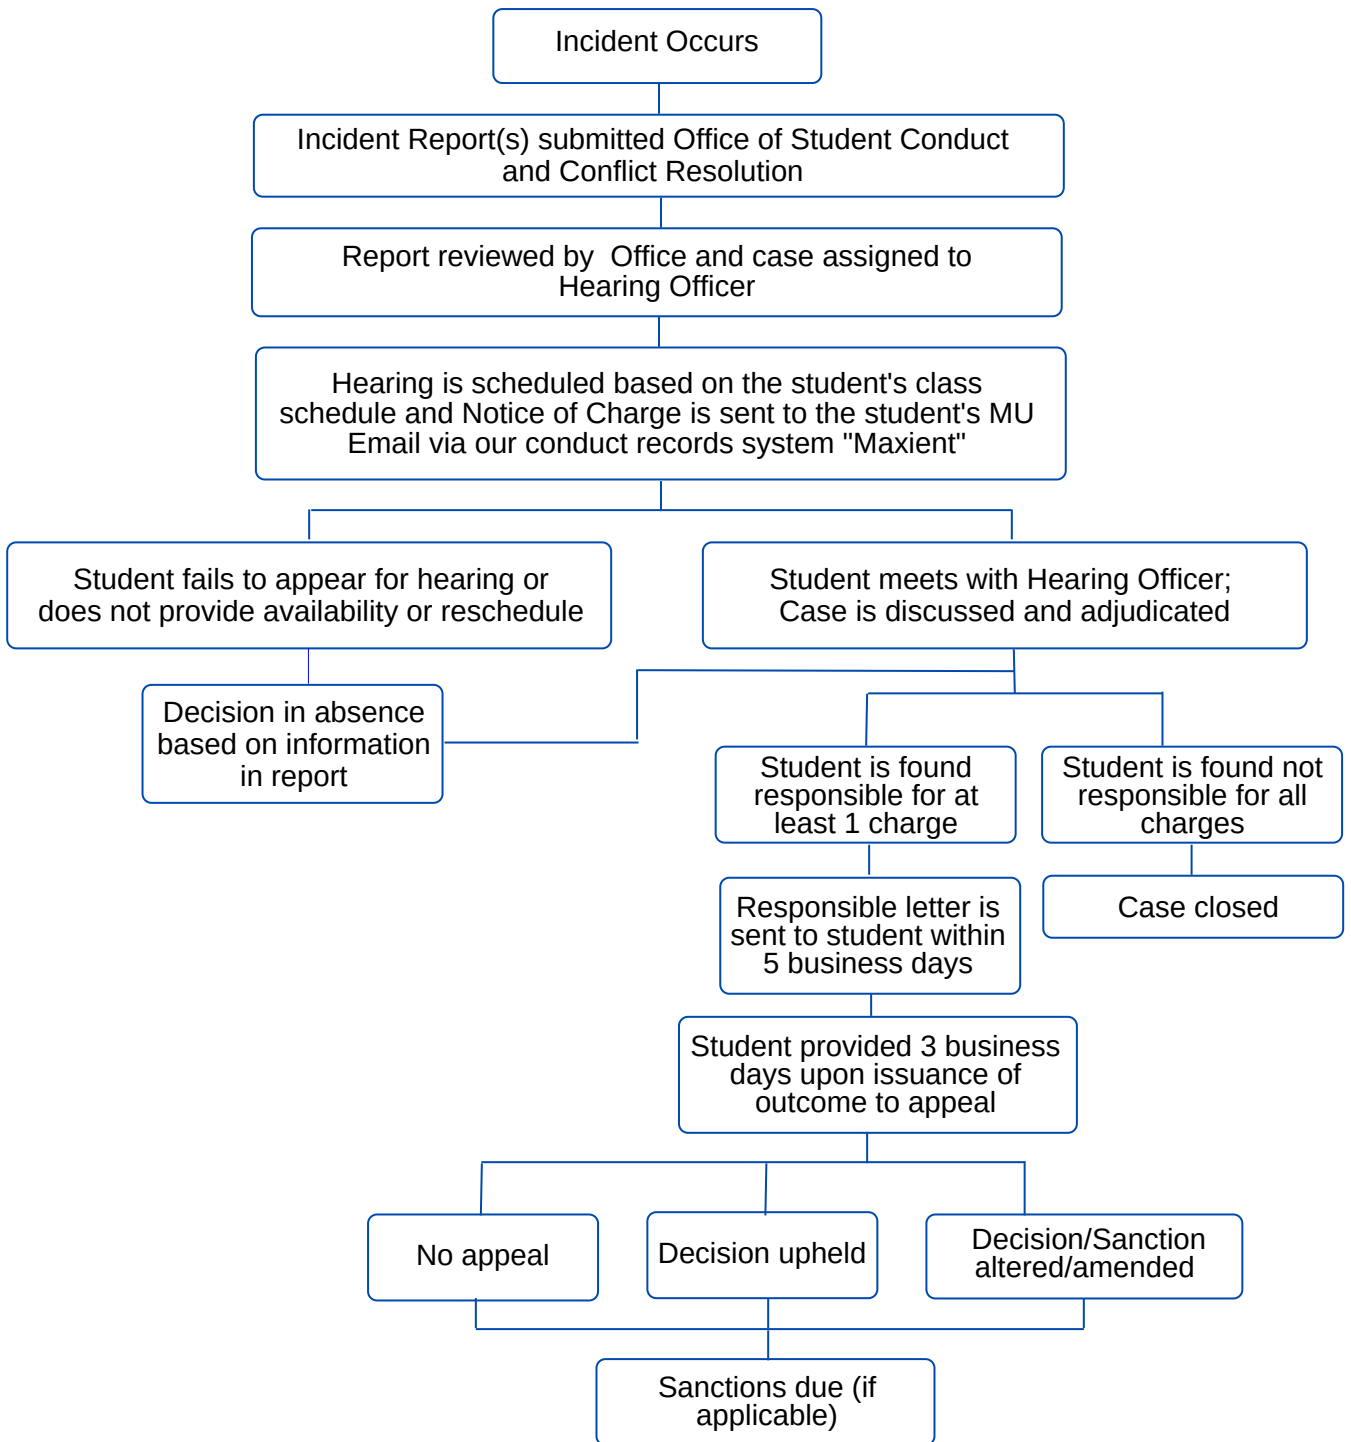 Incident Occurs
Incident Report(s) submitted Office of Student Conduct
and Conflict Resolution
Report reviewed by  Office and case assigned to
Hearing Officer
Hearing is scheduled based on the student's class
schedule and Notice of Charge is sent to the student's MU
Email via our conduct records system "Maxient"
Student fails to appear for hearing or
does not provide availability or reschedule
Student meets with Hearing Officer;
Case is discussed and adjudicated
Decision in absence
based on information
in report
Student is found
responsible for at
least 1 charge
Student is found not
responsible for all
charges
Responsible letter is
sent to student within
5 business days
Case closed
Student provided 3 business
days upon issuance of
outcome to appeal
No appeal
Decision upheld
Decision/Sanction
altered/amended
Sanctions due (if
applicable)